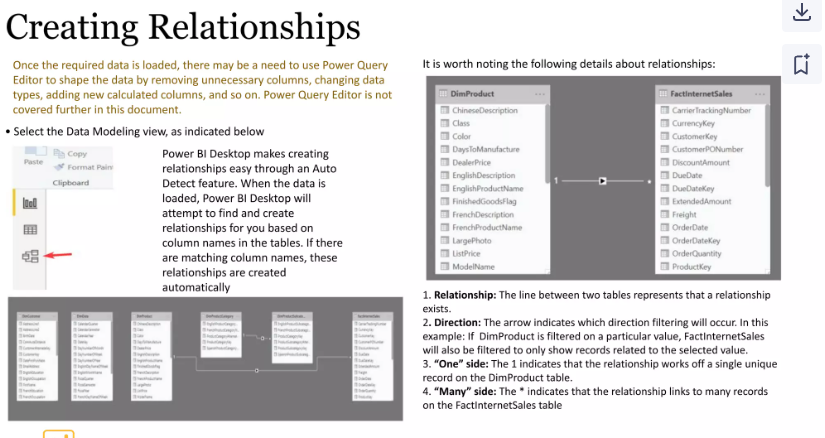 Creating Relationships
Once the required data is loaded, there may be a need to use Power Query
Editor to shape the data by removing unnecessary columns, changing data
types, adding new calculated columns, and so on. Power Query Editor is not
covered further in this document.
• Select the Data Modeling view, as indicated below
Paste
Copy
Format Pain
Clipboard
Power BI Desktop makes creating
relationships easy through an Auto
Detect feature. When the data is
loaded, Power BI Desktop will
attempt to find and create
relationships for you based on
column names in the tables. If there
are matching column names, these
relationships are created
automatically
It is worth noting the following details about relationships:
DimProduct
ChineseDescription
Class
Color
DaysToManufacture
DealerPrice
EnglishDescription
EnglishProductName
FinishedGoodsFlag
FrenchDescription
FrenchProductName
LargePhoto
ListPrice
ModelName
1
*
FactInternetSales
CarrierTrackingNumber
CurrencyKey
CustomerKey
CustomerPONumber
DiscountAmount
DueDate
DueDateKey
ExtendedAmount
Freight
OrderDate
OrderDateKey
OrderQuantity
ProductKey
1. Relationship: The line between two tables represents that a relationship
exists.
2. Direction: The arrow indicates which direction filtering will occur. In this
example: If DimProduct is filtered on a particular value, FactInternetSales
will also be filtered to only show records related to the selected value.
3. “One” side: The 1 indicates that the relationship works off a single unique
record on the DimProduct table.
4. “Many” side: The * indicates that the relationship links to many records
on the FactInternetSales table